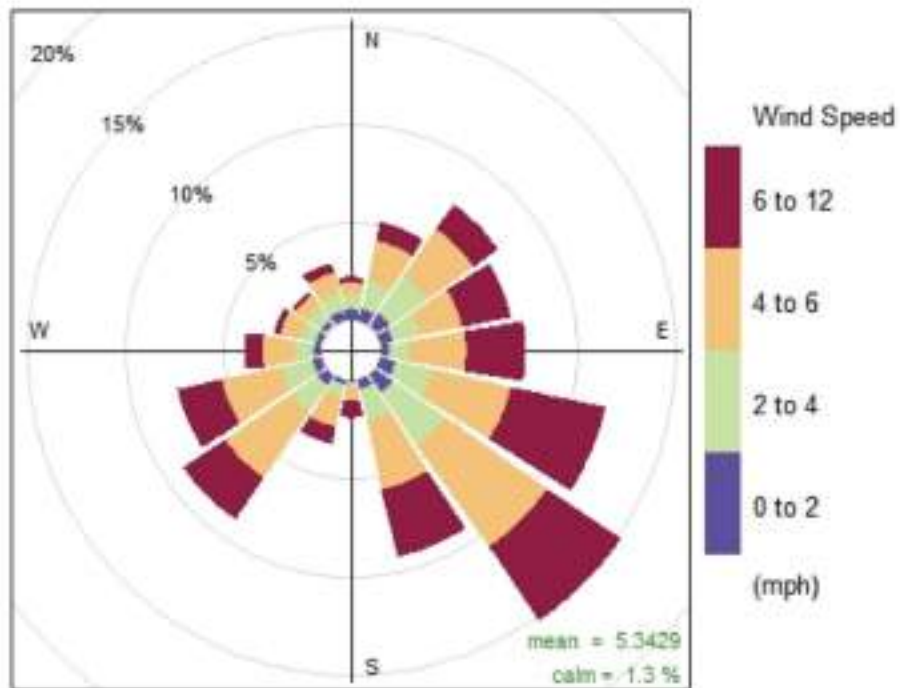 20%
15%
10%
5%
N
W
E
S
mean = 5.3429
calm = 1.3 %
Wind Speed
6 to 12
4 to 6
2 to 4
0 to 2
(mph)